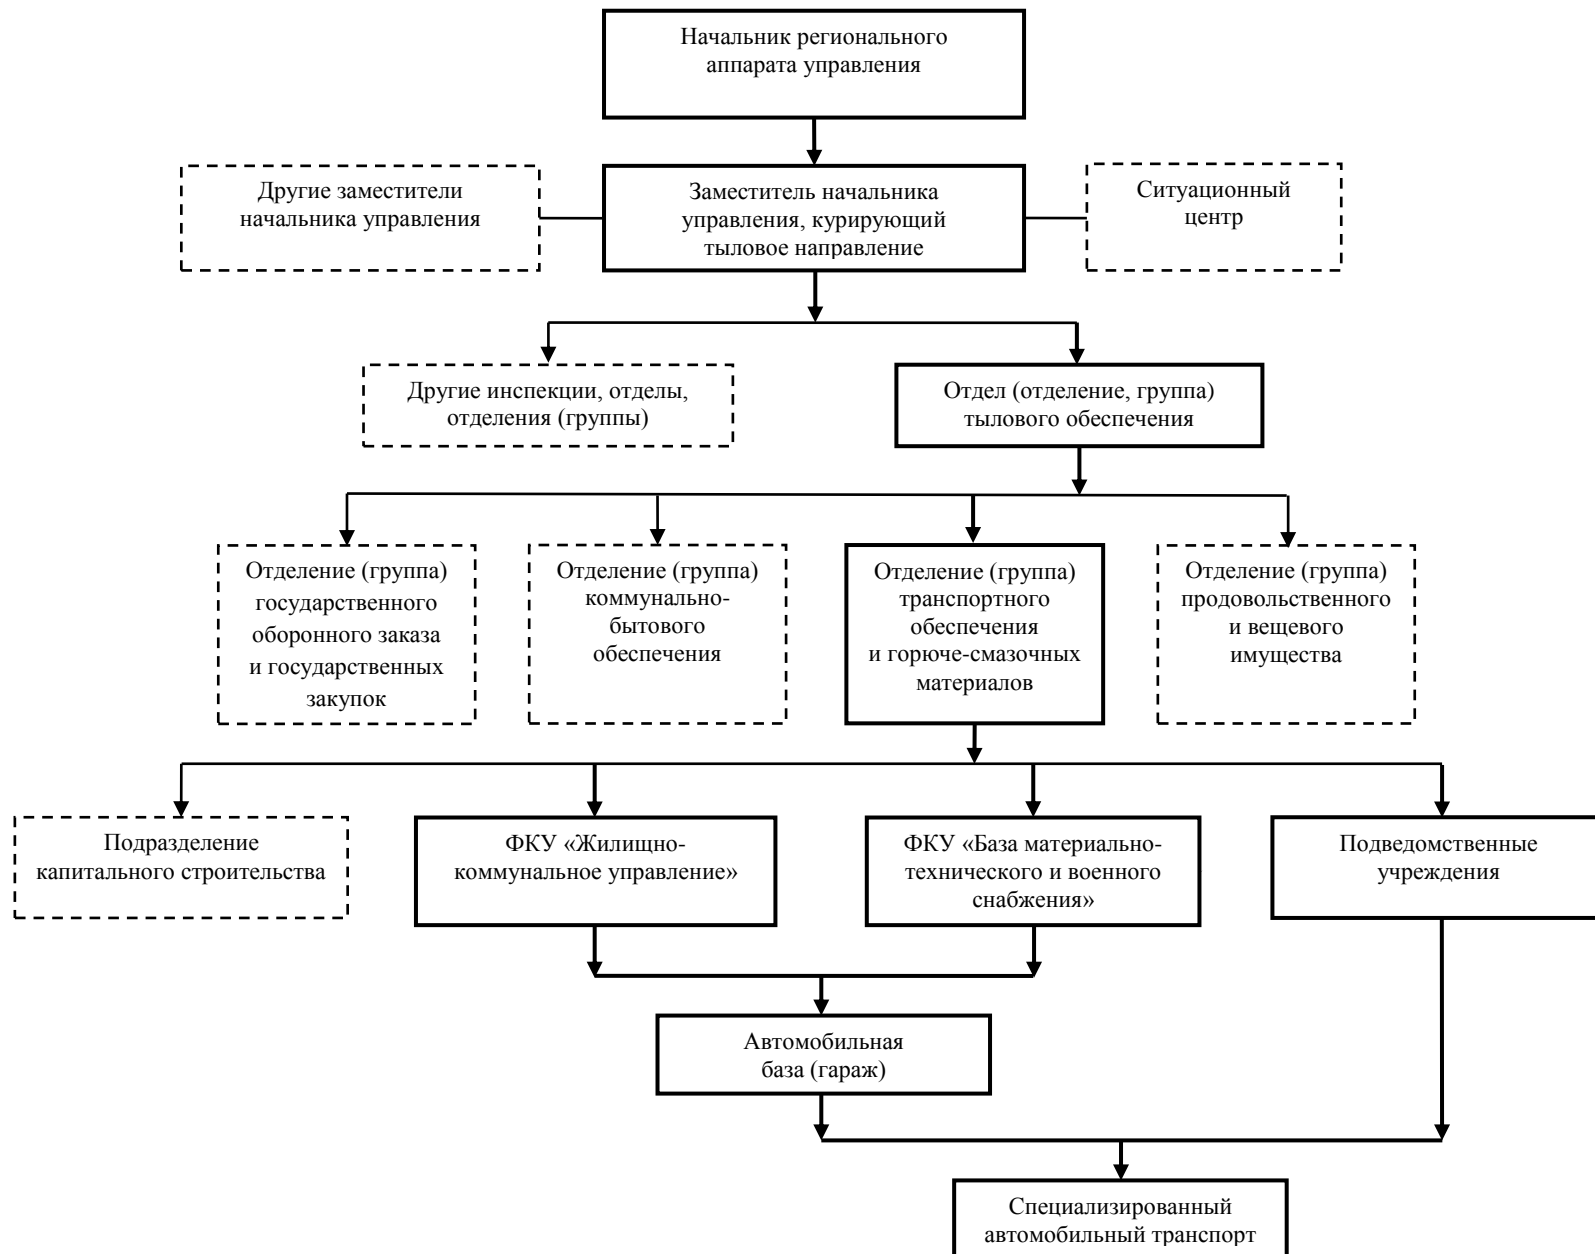 Начальник регионального
аппарата управления
Другие заместители
начальника управления
Заместитель начальника
управления, курирующий
тыловое направление
Ситуационный
центр
Другие инспекции, отделы,
отделения (группы)
Отдел (отделение, группа)
тылового обеспечения
Отделение (группа)
государственного
оборонного заказа
и государственных
закупок
Отделение (группа)
коммунально-
бытового
обеспечения
Отделение (группа)
транспортного
обеспечения
и горюче-смазочных
материалов
Отделение (группа)
продовольственного
и вещевого
имущества
Подразделение
капитального строительства
ФКУ «Жилищно-
коммунальное управление»
ФКУ «База материально-
технического и военного
снабжения»
Подведомственные
учреждения
Автомобильная
база (гараж)
Специализированный
автомобильный транспорт